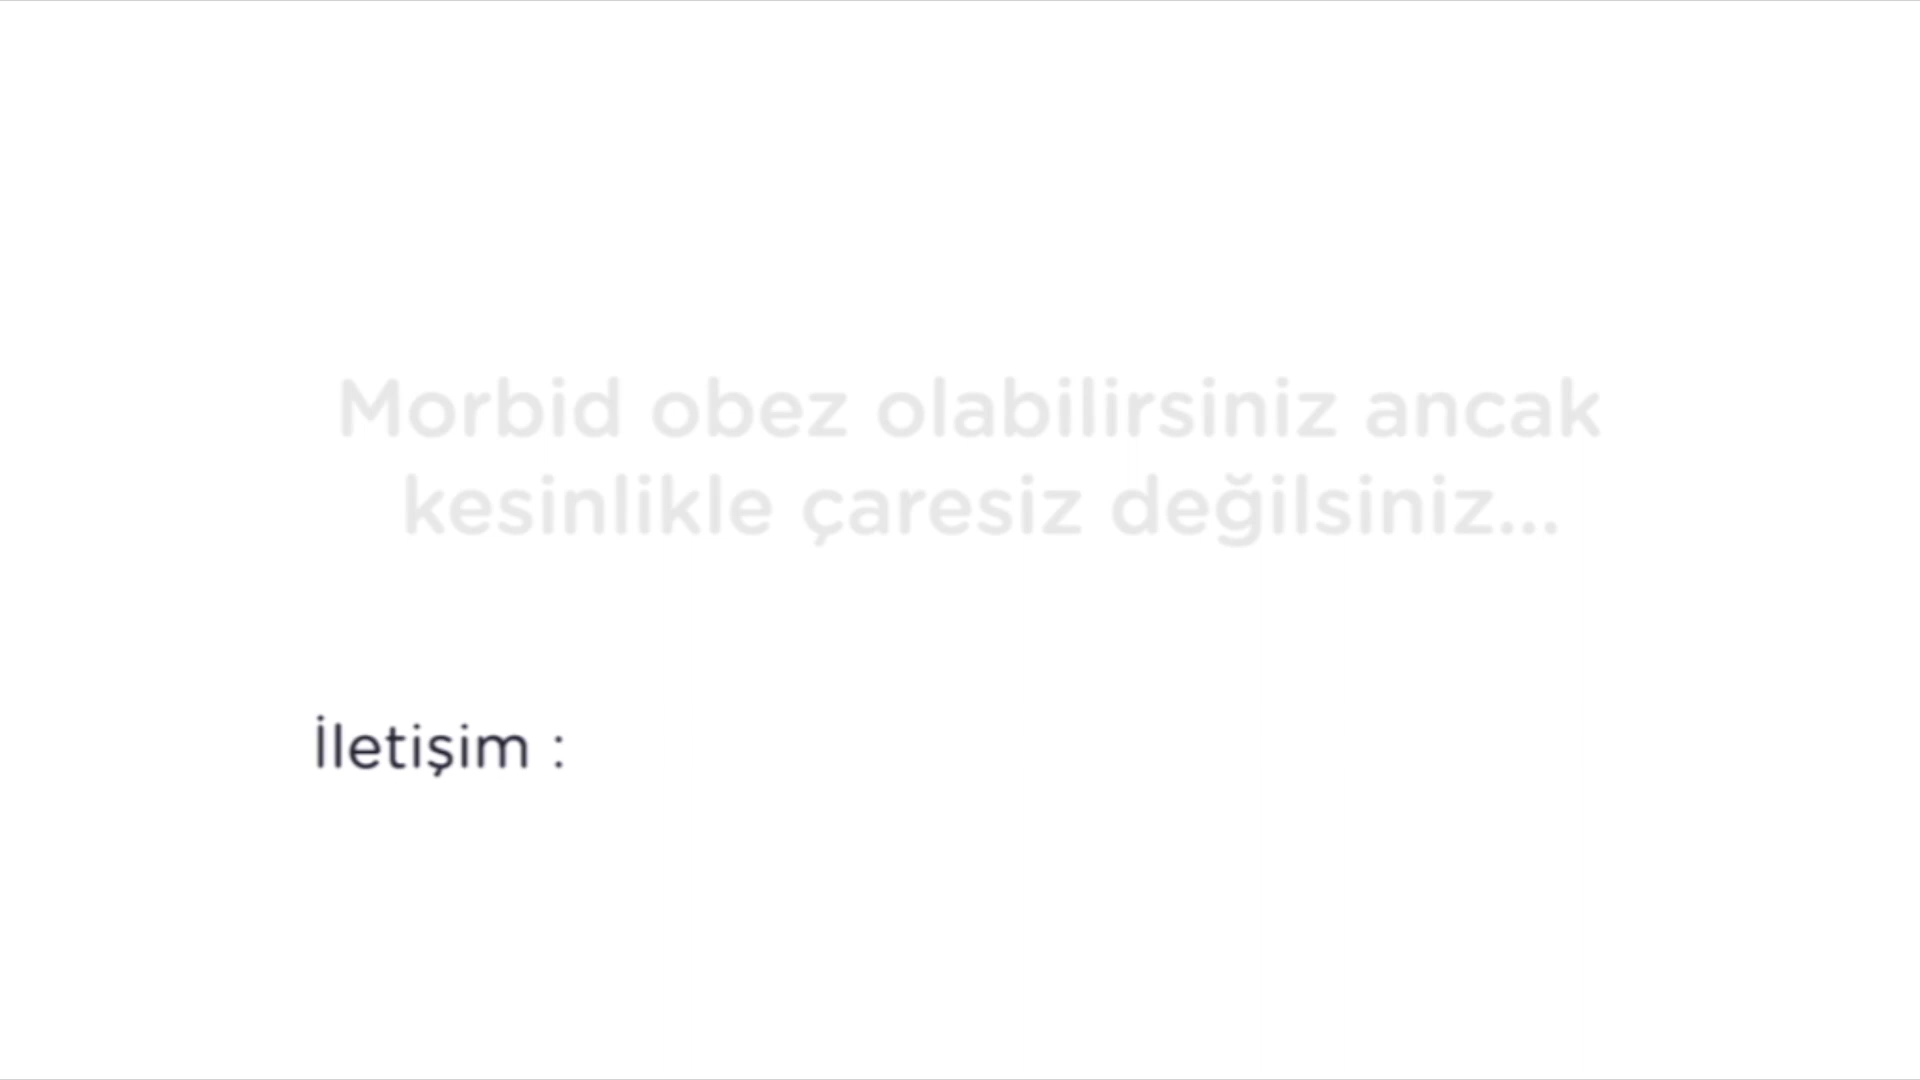 Morbid obez olabilirsiniz ancak
kesinlikle çaresiz değilsiniz...
İletişim :